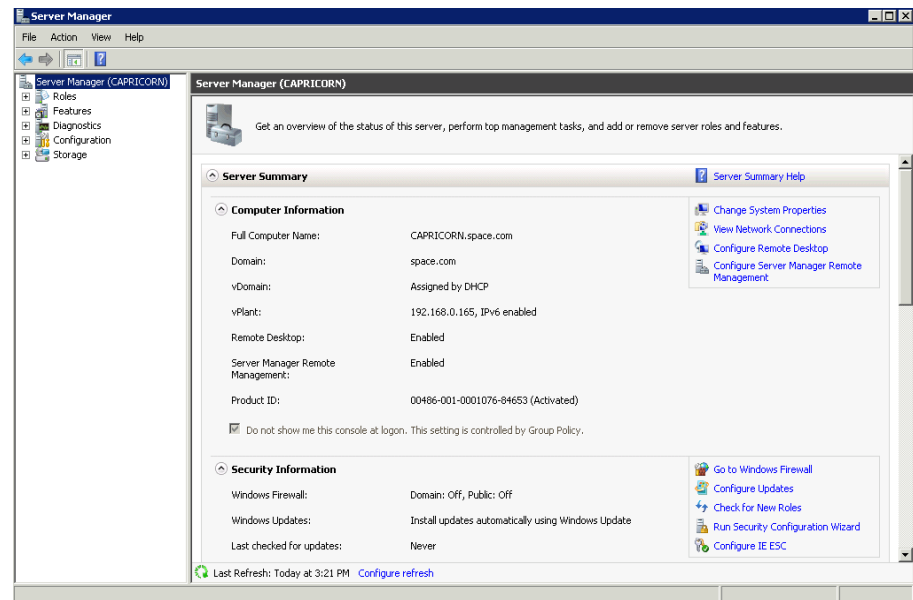 Server Manager
File Action View Help
Server Manager (CAPRICORN)
Roles
Features
Diagnostics
Configuration
Storage
Server Manager (CAPRICORN)
Get an overview of the status of this server, perform top management tasks, and add or remove server roles and features.
Server Summary
Server Summary Help
Computer Information
Full Computer Name: CAPRICORN.space.com
Domain: space.com
vDomain: Assigned by DHCP
vPlant: 192.168.0.165, IPv6 enabled
Remote Desktop: Enabled
Server Manager Remote Enabled
Management:
Product ID: 00486-001-0001076-84653 (Activated)
Do not show me this console at logon. This setting is controlled by Group Policy.
Change System Properties
View Network Connections
Configure Remote Desktop
Configure Server Manager Remote
Management
Security Information
Windows Firewall: Domain: Off, Public: Off
Windows Updates: Install updates automatically using Windows Update
Last checked for updates: Never
Go to Windows Firewall
Configure Updates
Check for New Roles
Run Security Configuration Wizard
Configure IE ESC
Last Refresh: Today at 3:21 PM Configure refresh